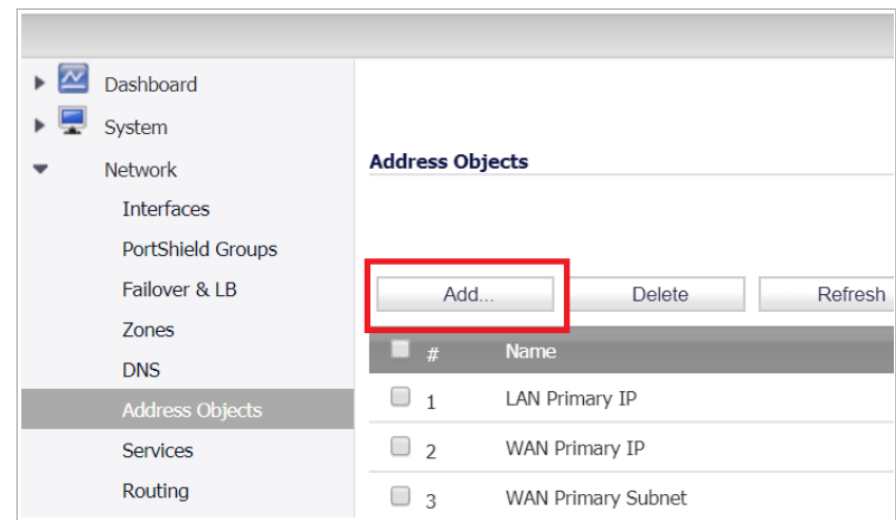 Dashboard
System
Network
Interfaces
PortShield Groups
Failover & LB
Zones
DNS
Address Objects
Services
Routing
Address Objects
Add...
Delete
Refresh
# Name
1 LAN Primary IP
2 WAN Primary IP
3 WAN Primary Subnet